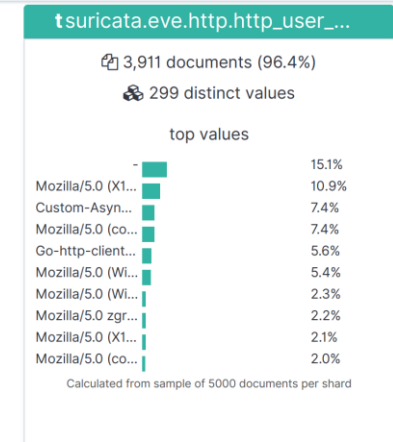 t suricata.eve.http.http_user_...
3,911 documents (96.4%)
299 distinct values
top values
- 15.1%
Mozilla/5.0 (X1... 10.9%
Custom-Asyn... 7.4%
Mozilla/5.0 (co... 7.4%
Go-http-client... 5.6%
Mozilla/5.0 (Wi... 5.4%
Mozilla/5.0 (Wi... 2.3%
Mozilla/5.0 zgr... 2.2%
Mozilla/5.0 (X1... 2.1%
Mozilla/5.0 (co... 2.0%
Calculated from sample of 5000 documents per shard